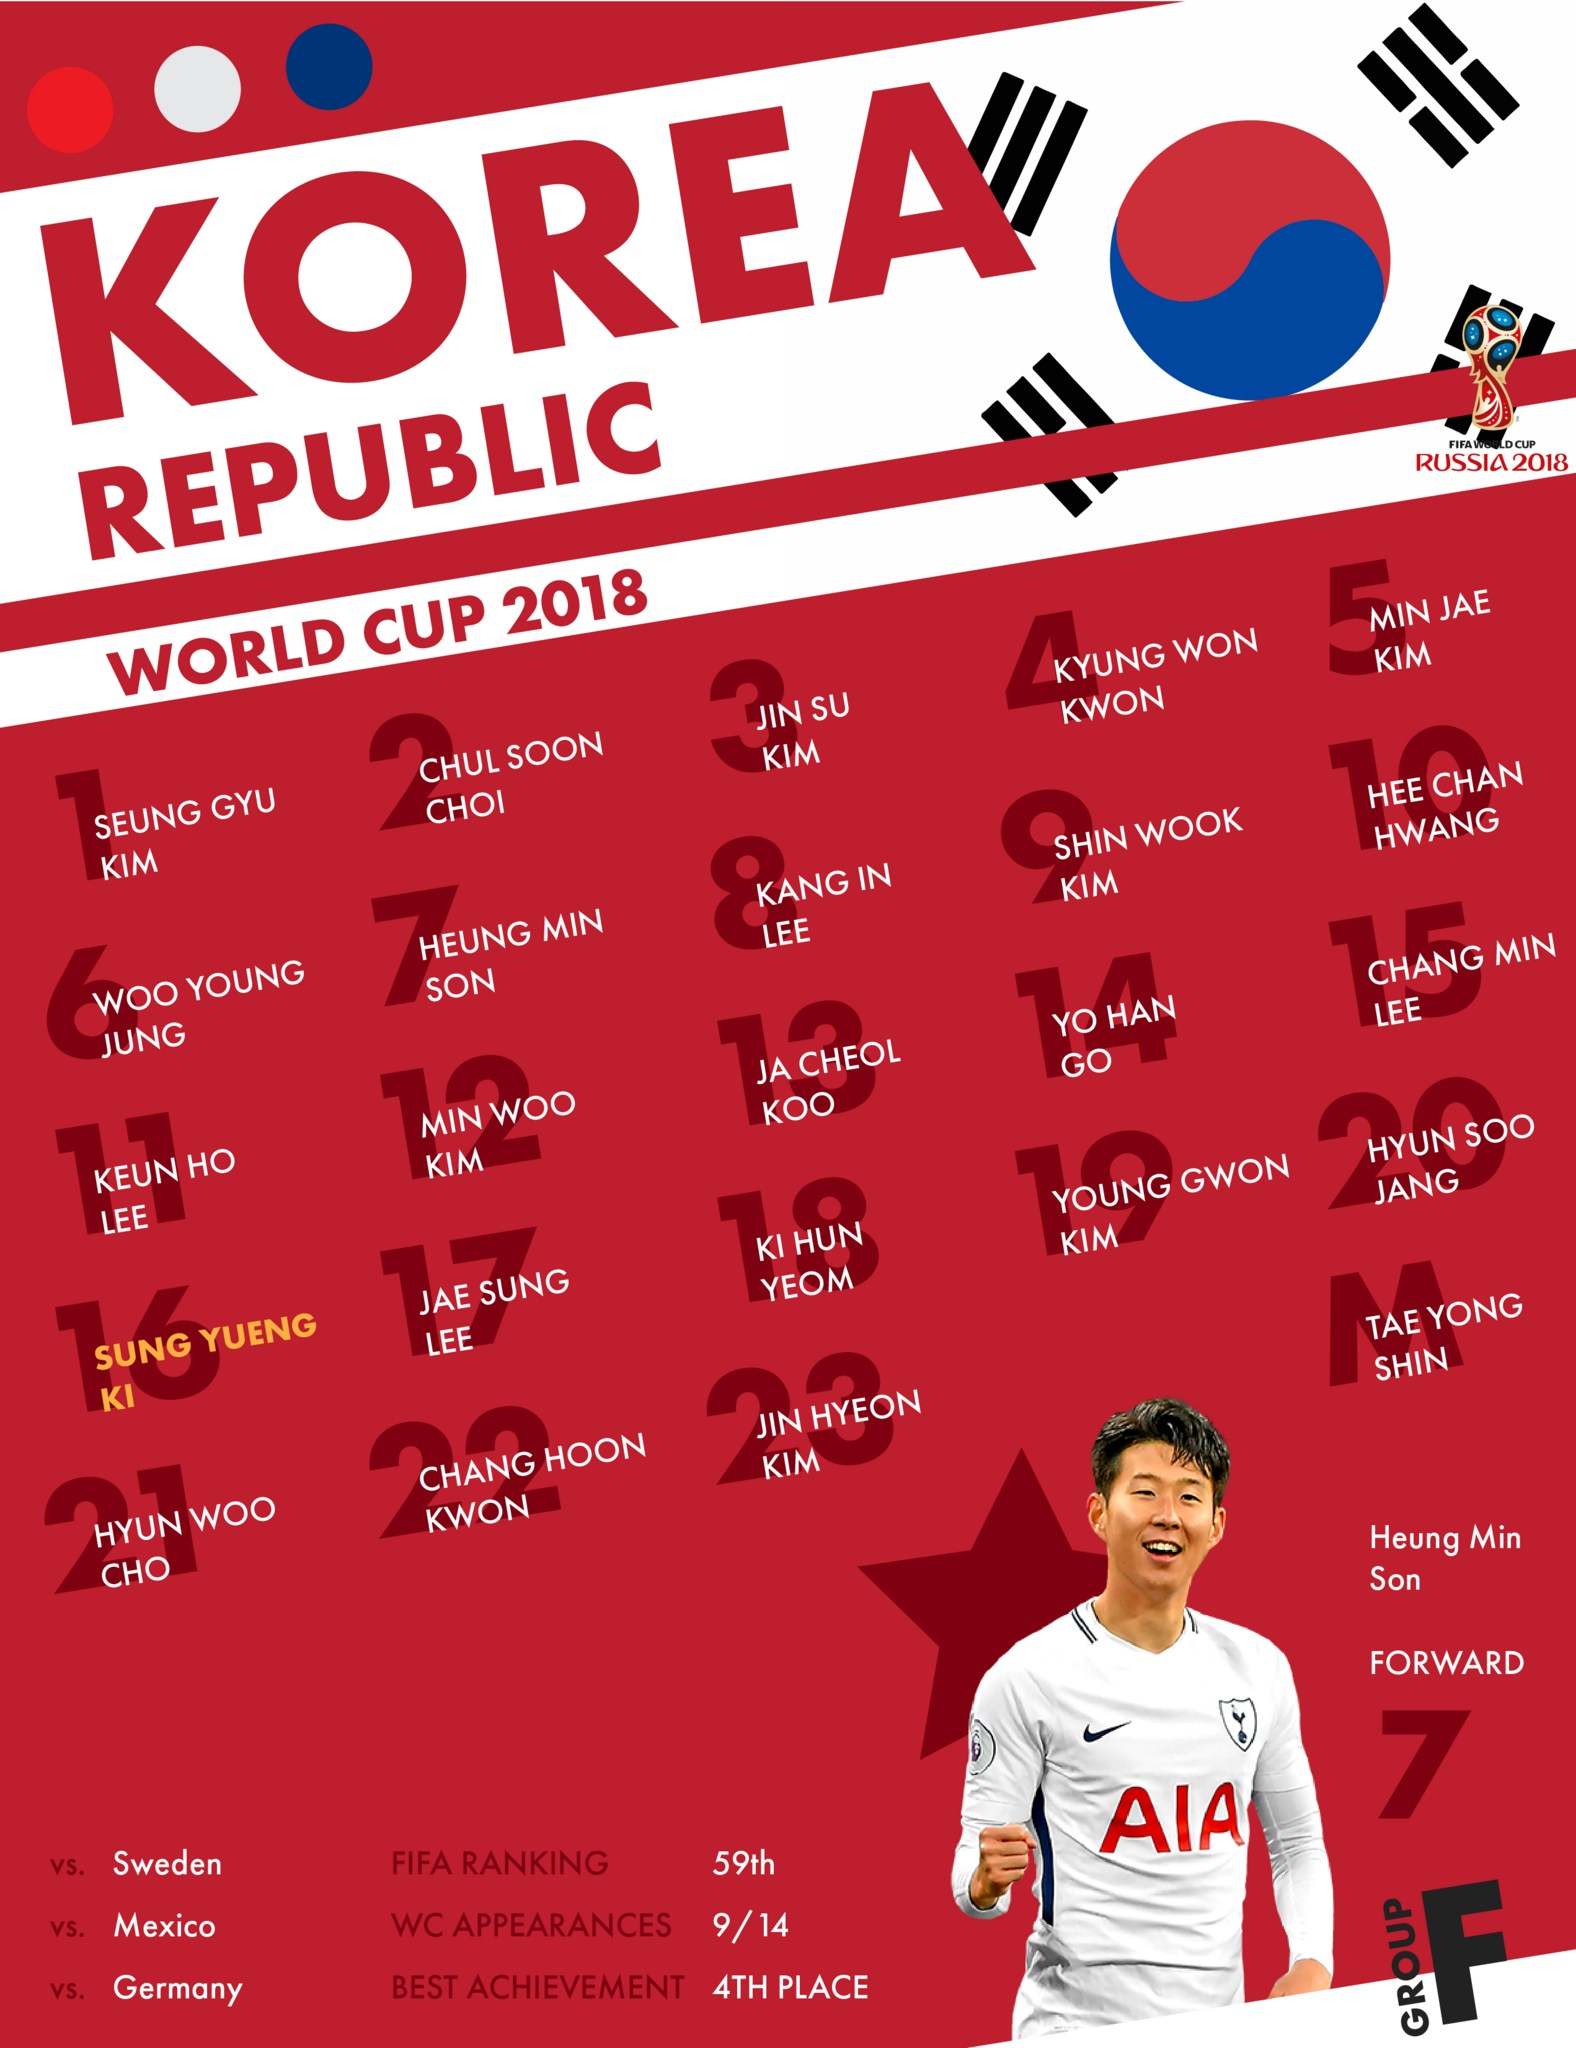 KOREA
REPUBLIC
FIFA WORLD CUP
RUSSIA 2018
WORLD CUP 2018
1
SEUNG GYU
KIM
2
CHUL SOON
CHOI
3
JIN SU
KIM
4
KYUNG WON
KWON
5
MIN JAE
KIM
6
WOO YOUNG
JUNG
7
HEUNG MIN
SON
8
KANG IN
LEE
9
SHIN WOOK
KIM
10
HEE CHAN
HWANG
11
KEUN HO
LEE
12
MIN WOO
KIM
13
JA CHEOL
KOO
14
YO HAN
GO
15
CHANG MIN
LEE
16
SUNG YUENG
KI
17
JAE SUNG
LEE
18
KI HUN
YEOM
19
YOUNG GWON
KIM
20
HYUN SOO
JANG
21
HYUN WOO
CHO
22
CHANG HOON
KWON
23
JIN HYEON
KIM
M
TAE YONG
SHIN
Heung Min
Son
FORWARD
7
AIA
vs. Sweden
vs. Mexico
vs. Germany
FIFA RANKING 59th
WC APPEARANCES 9/14
BEST ACHIEVEMENT 4TH PLACE
GROUP F